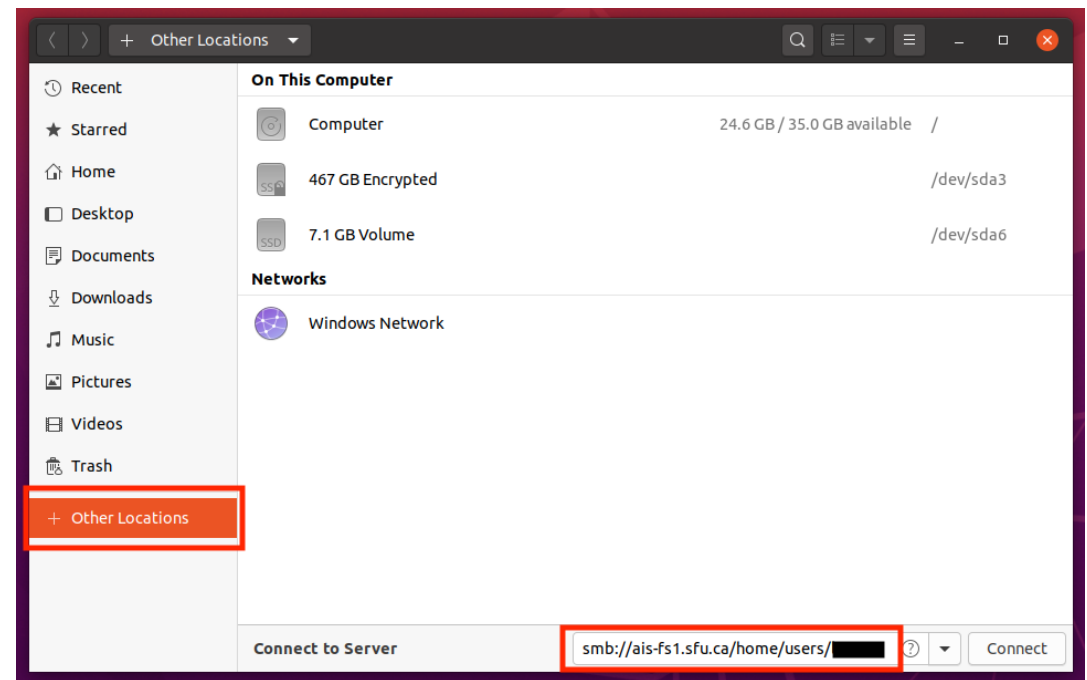 Other Locations
Recent
Starred
Home
Desktop
Documents
Downloads
Music
Pictures
Videos
Trash
Other Locations
On This Computer
Computer 24.6 GB / 35.0 GB available /
467 GB Encrypted /dev/sda3
SSD
7.1 GB Volume /dev/sda6
Networks
Windows Network
Connect to Server smb://ais-fs1.sfu.ca/home/users/ ? Connect